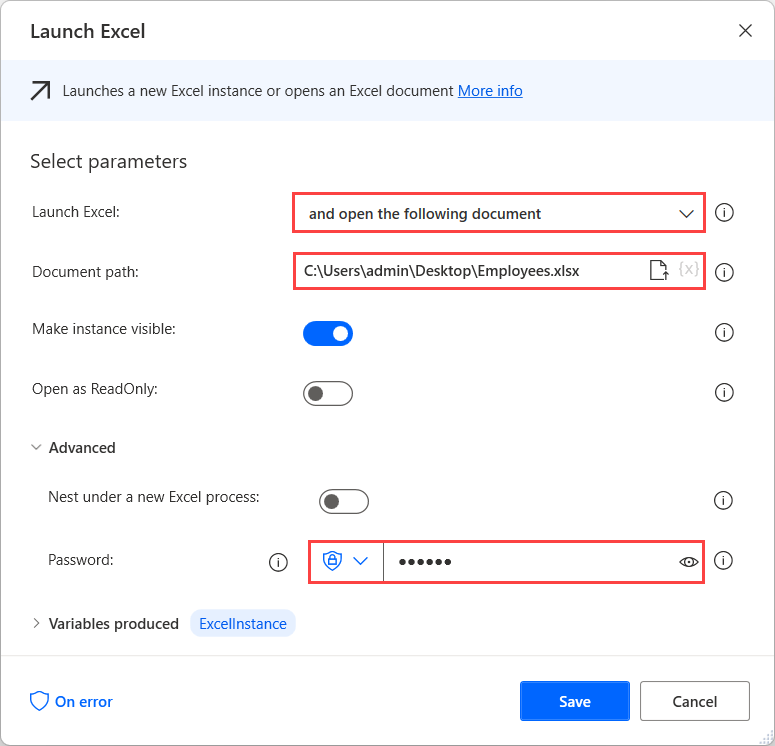 Launch Excel
Launches a new Excel instance or opens an Excel document More info
Select parameters
Launch Excel: and open the following document
Document path: C:\Users\admin\Desktop\Employees.xlsx {x}
Make instance visible:
Open as ReadOnly:
Advanced
Nest under a new Excel process:
Password: ••••••
Variables produced ExcelInstance
On error Save Cancel